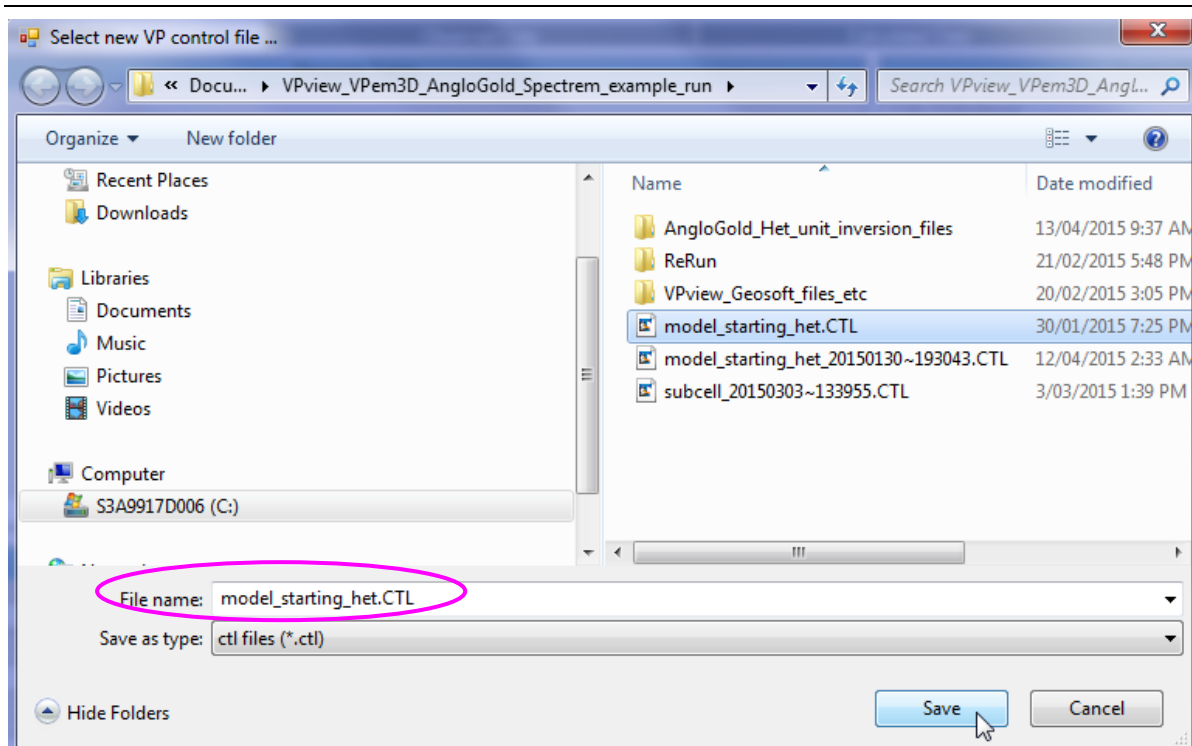 Select new VP control file ...
« Docu... ▸ VPview_VPem3D_AngloGold_Spectrem_example_run ▸
Search VPview_VPem3D_AngL...
Organize New folder
Recent Places
Downloads
Libraries
Documents
Music
Pictures
Videos
Computer
S3A9917D006 (C:)
Name Date modified
AngloGold_Het_unit_inversion_files 13/04/2015 9:37 AM
ReRun 21/02/2015 5:48 PM
VPview_Geosoft_files_etc 20/02/2015 3:05 PM
model_starting_het.CTL 30/01/2015 7:25 PM
model_starting_het_20150130~193043.CTL 12/04/2015 2:33 AM
subcell_20150303~133955.CTL 3/03/2015 1:39 PM
File name: model_starting_het.CTL
Save as type: ctl files (*.ctl)
Hide Folders Save Cancel